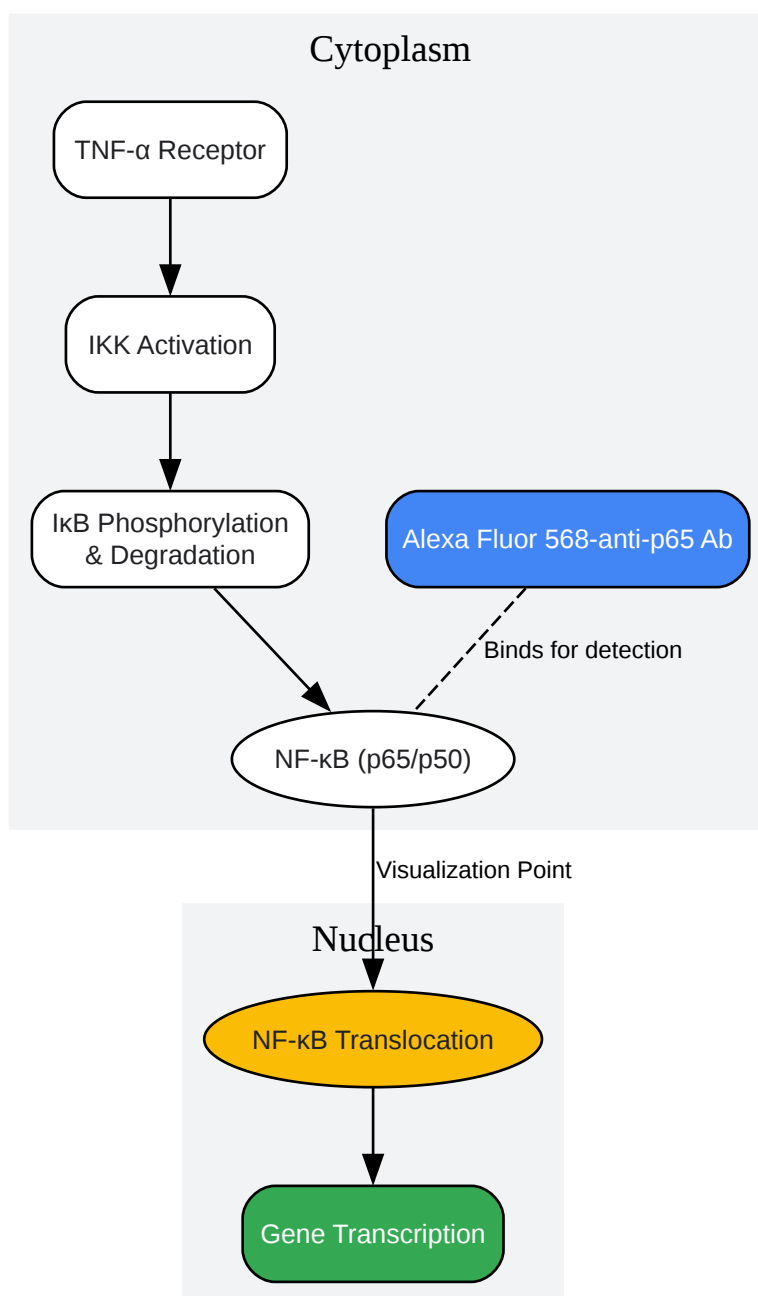 Cytoplasm
TNF-α Receptor
IKK Activation
IκB Phosphorylation
& Degradation
Alexa Fluor 568-anti-p65 Ab
Binds for detection
NF-κB (p65/p50)
Visualization Point
Nucleus
NF-κB Translocation
Gene Transcription